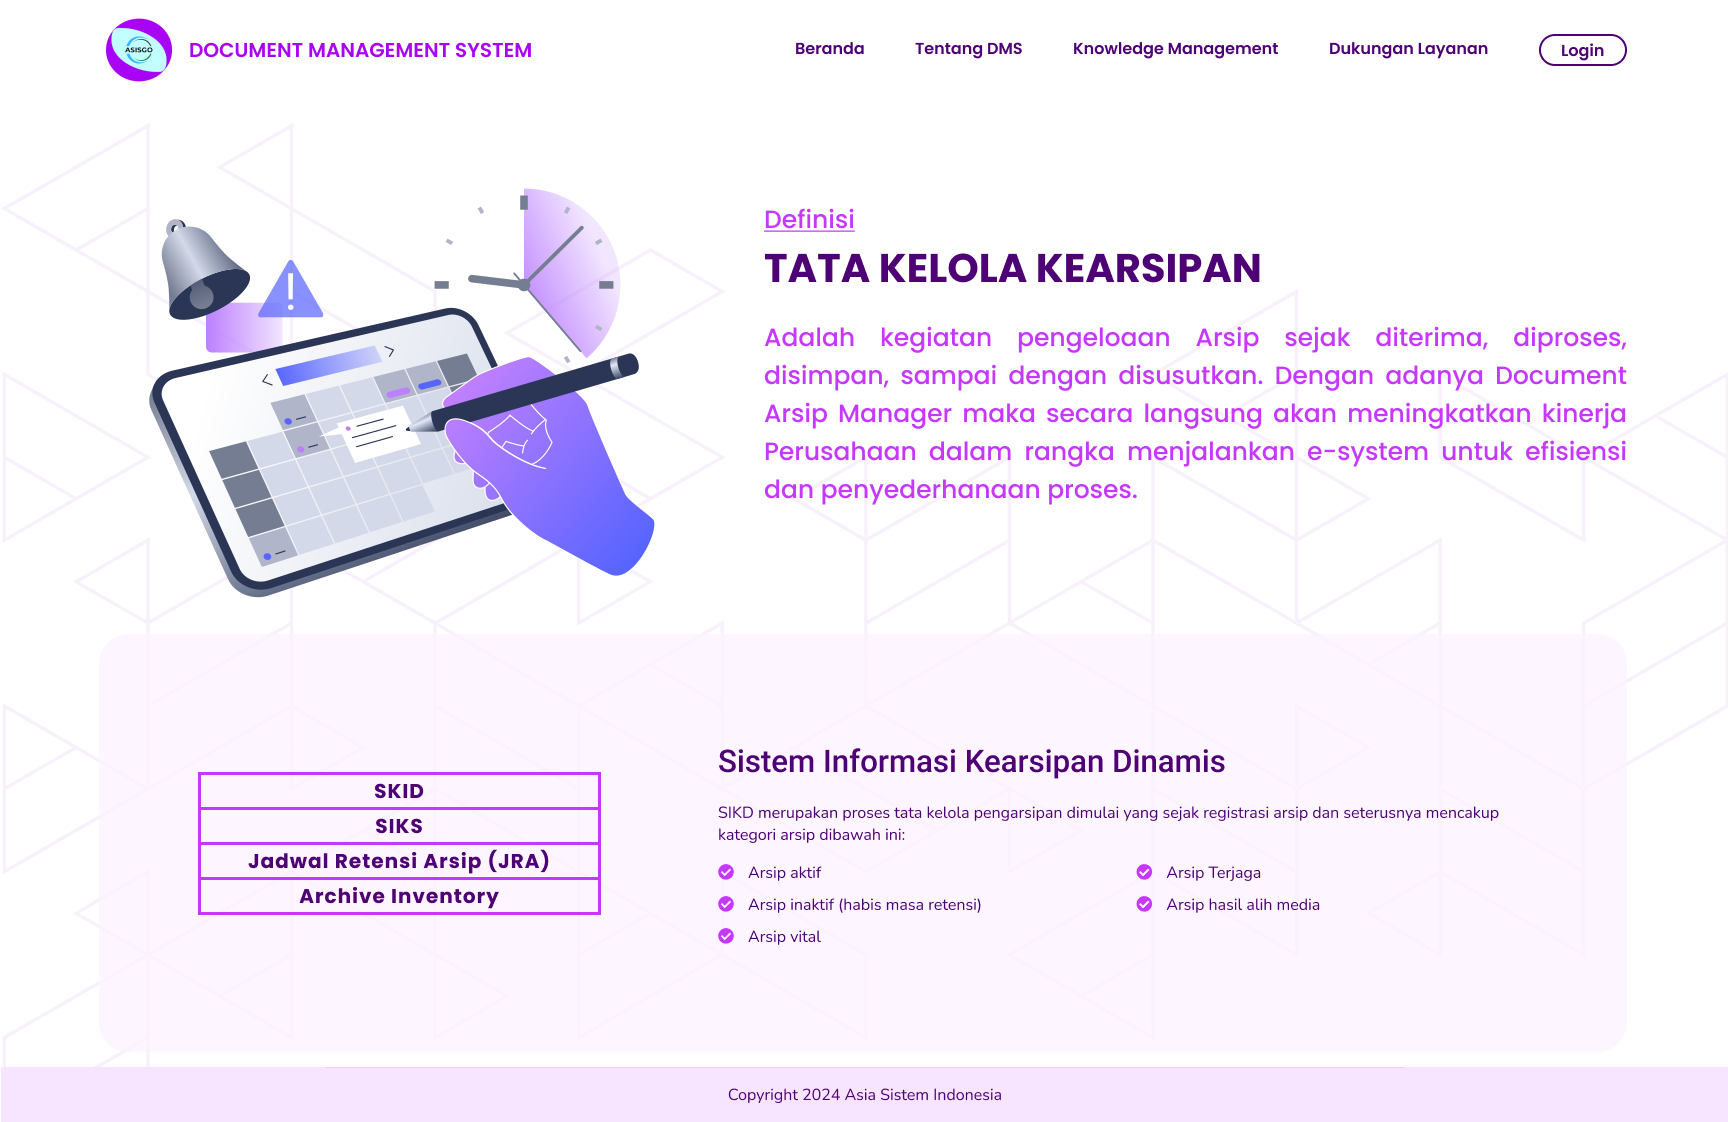 ASISGO
DOCUMENT MANAGEMENT SYSTEM
Beranda
Tentang DMS
Knowledge Management
Dukungan Layanan
Login
Definisi
TATA KELOLA KEARSIPAN
Adalah kegiatan pengeloaan Arsip sejak diterima, diproses,
disimpan, sampai dengan disusutkan. Dengan adanya Document
Arsip Manager maka secara langsung akan meningkatkan kinerja
Perusahaan dalam rangka menjalankan e-system untuk efisiensi
dan penyederhanaan proses.
SKID
SIKS
Jadwal Retensi Arsip (JRA)
Archive Inventory
Sistem Informasi Kearsipan Dinamis
SIKD merupakan proses tata kelola pengarsipan dimulai yang sejak registrasi arsip dan seterusnya mencakup
kategori arsip dibawah ini:
Arsip aktif
Arsip inaktif (habis masa retensi)
Arsip vital
Arsip Terjaga
Arsip hasil alih media
Copyright 2024 Asia Sistem Indonesia